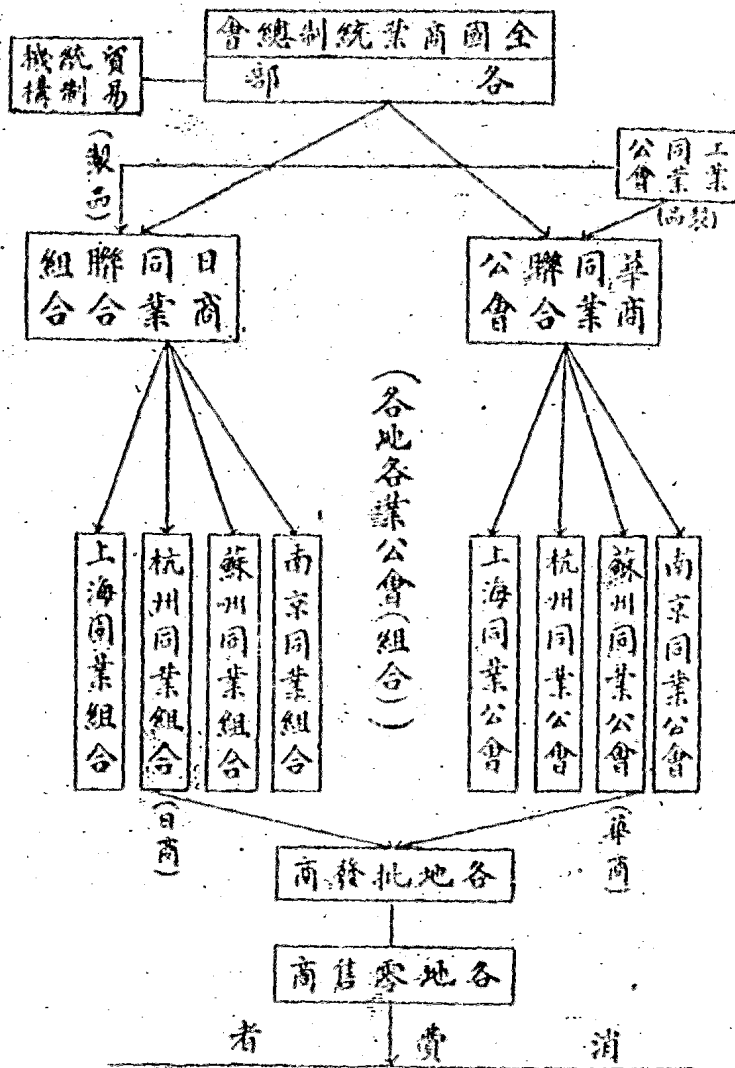 全國商業統制總會
各部
貿易
統制
機構
工業
同業
公會
(製品)
(製品)
華商
同業
聯合
公會
日商
同業
聯合
組合
(各地各業公會(組合))
南京同業公會
蘇州同業公會
杭州同業公會
上海同業公會
南京同業組合
蘇州同業組合
杭州同業組合
上海同業組合
(華商)
(日商)
各地批發商
各地零售商
消費者